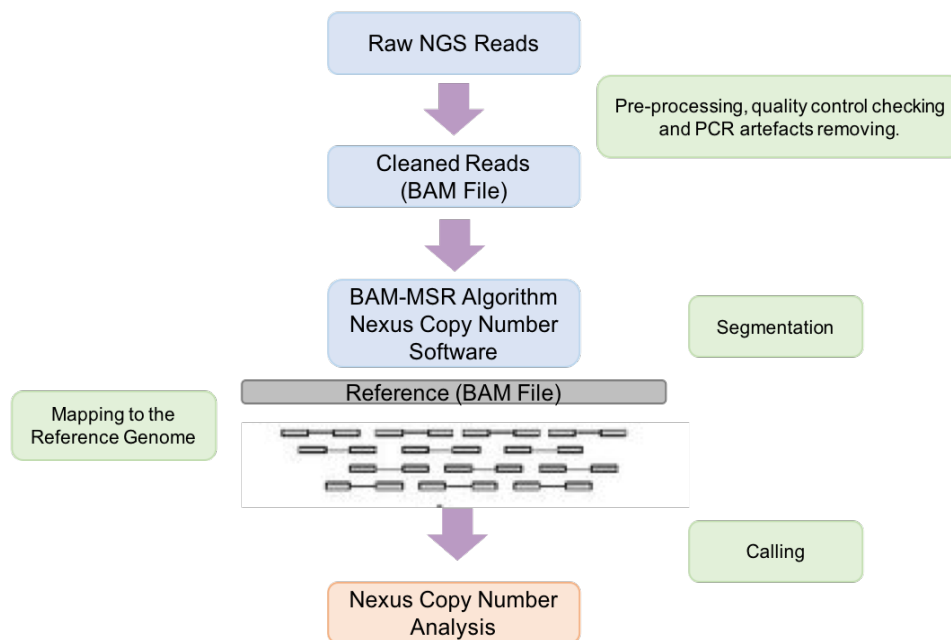 Raw NGS Reads
Pre-processing, quality control checking
and PCR artefacts removing.
Cleaned Reads
(BAM File)
BAM-MSR Algorithm
Nexus Copy Number
Software
Segmentation
Reference (BAM File)
Mapping to the
Reference Genome
Calling
Nexus Copy Number
Analysis